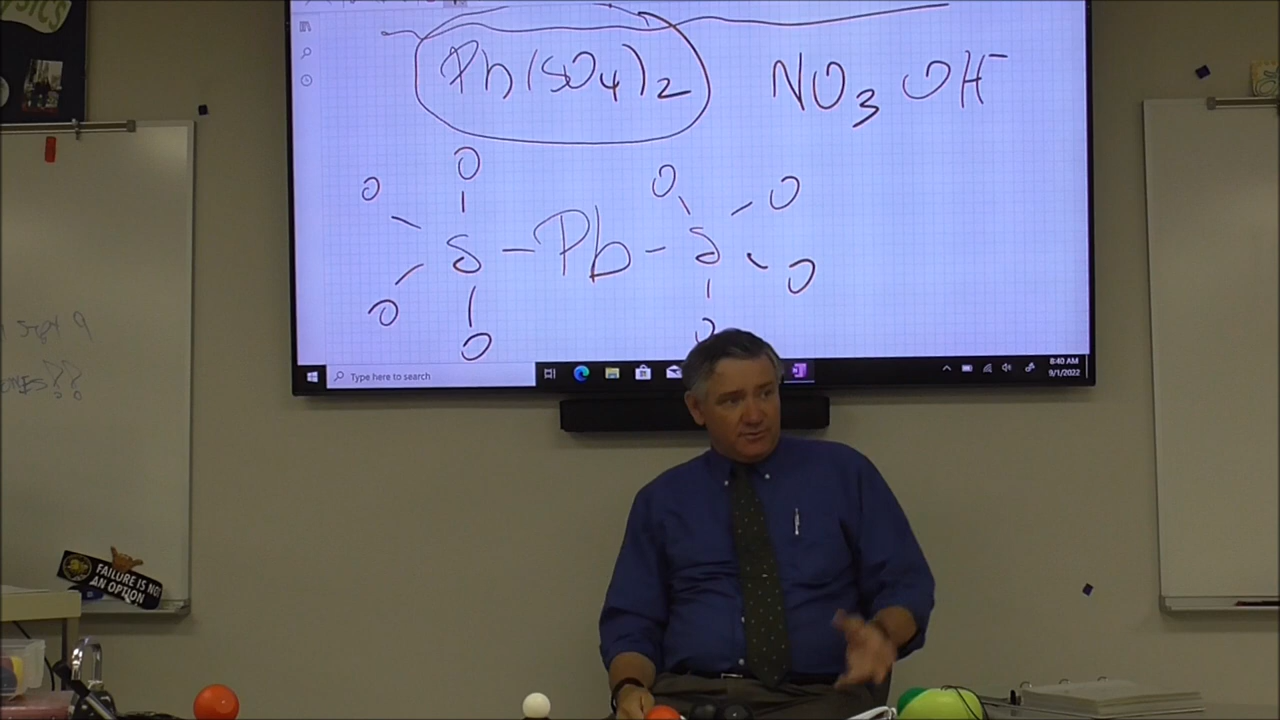 Pb(SO4)2 NO3 OH⁻
O O O O
S - Pb - S
O O O
O
Type here to search
8:40 AM
9/1/2022
FAILURE IS NOT
AN OPTION